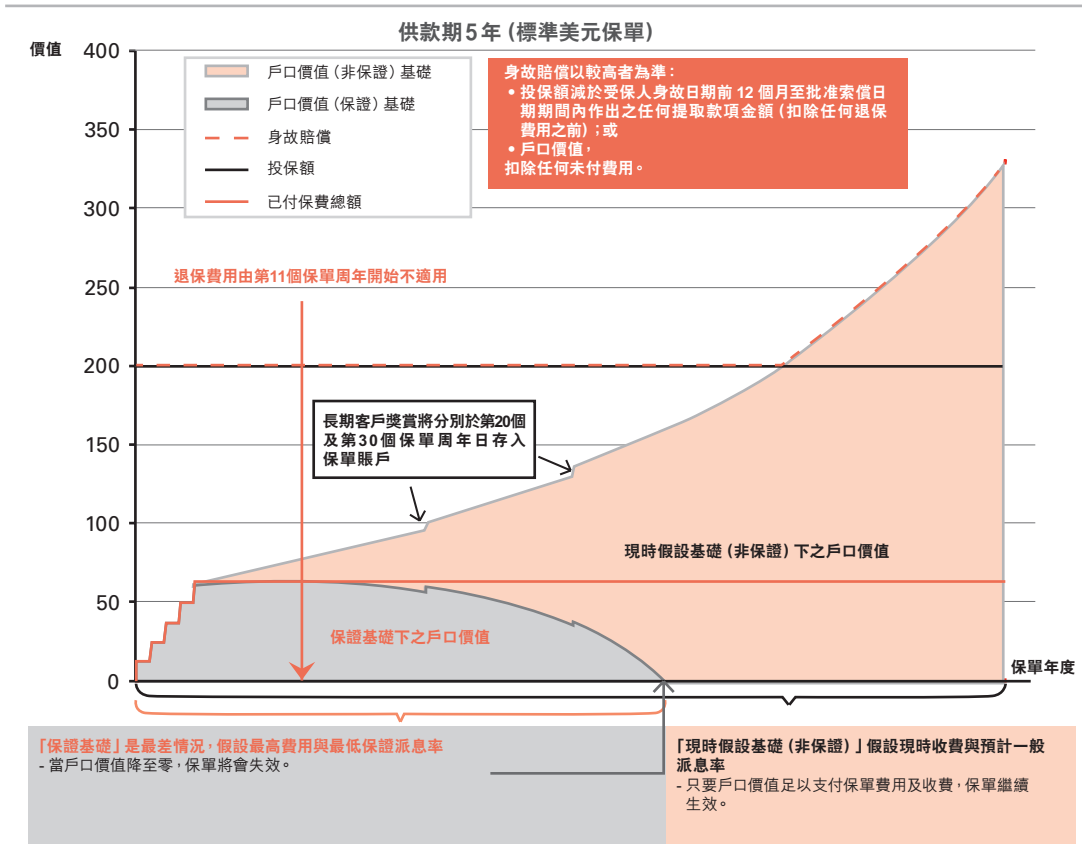 供款期5年 (標準美元保單)
價值
400
350
300
250
200
150
100
50
0
戶口價值 (非保證) 基礎
戶口價值 (保證) 基礎
身故賠償
投保額
已付保費總額
身故賠償以較高者為準：
• 投保額減於受保人身故日期前 12 個月至批准索償日
期期間內作出之任何提取款項金額 (扣除任何退保
費用之前)；或
• 戶口價值，
扣除任何未付費用。
退保費用由第11個保單周年開始不適用
長期客戶獎賞將分別於第20個
及第30個保單周年日存入
保單賬戶
現時假設基礎 (非保證) 下之戶口價值
保證基礎下之戶口價值
保單年度
「保證基礎」是最差情況，假設最高費用與最低保證派息率
- 當戶口價值降至零，保單將會失效。
「現時假設基礎 (非保證) 」假設現時收費與預計一般
派息率
- 只要戶口價值足以支付保單費用及收費，保單繼續
生效。